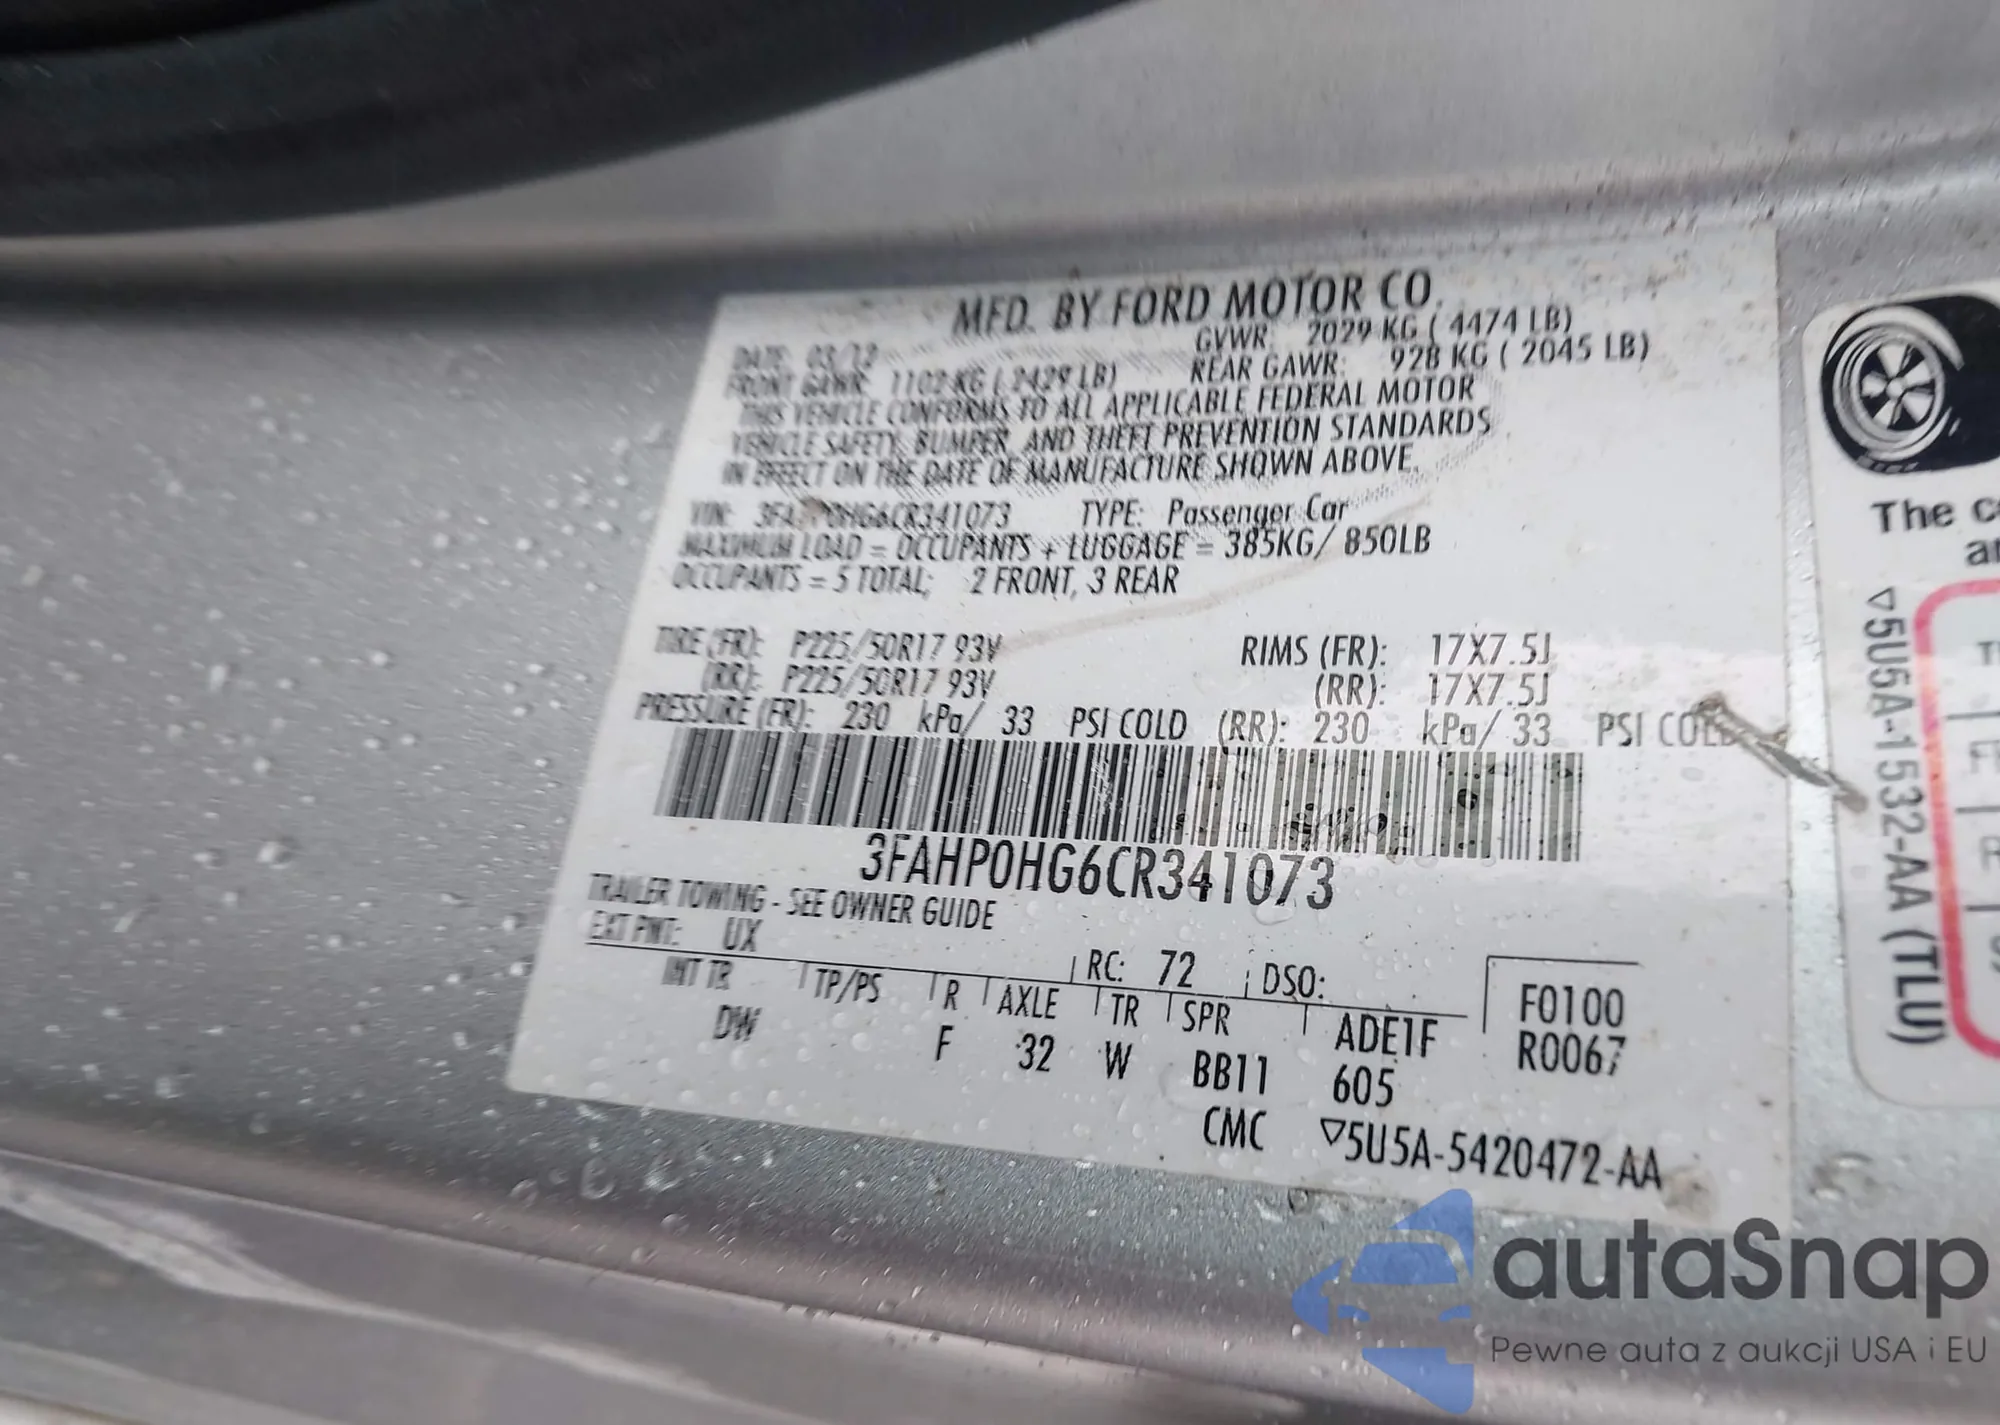 MFD. BY FORD MOTOR CO.
DATE: 03/12 GVWR: 2029 KG ( 4474 LB)
FRONT GAWR: 1102 KG ( 2429 LB) REAR GAWR: 928 KG ( 2045 LB)
THIS VEHICLE CONFORMS TO ALL APPLICABLE FEDERAL MOTOR
VEHICLE SAFETY, BUMPER, AND THEFT PREVENTION STANDARDS
IN EFFECT ON THE DATE OF MANUFACTURE SHOWN ABOVE.
VIN: 3FAHP0HG6CR341073 TYPE: Passenger Car
MAXIMUM LOAD = OCCUPANTS + LUGGAGE = 385KG/ 850LB
OCCUPANTS = 5 TOTAL; 2 FRONT, 3 REAR
TIRE (FR): P225/50R17 93V RIMS (FR): 17X7.5J
(RR): P225/50R17 93V (RR): 17X7.5J
PRESSURE (FR): 230 kPa/ 33 PSI COLD (RR): 230 kPa/ 33 PSI COLD
3FAHP0HG6CR341073
TRAILER TOWING - SEE OWNER GUIDE
EXT PNT: UX RC: 72 DSO:
INT TR TP/PS R AXLE TR SPR ADE1F F0100
DW F 32 W BB11 605 R0067
CMC ▽5U5A-5420472-AA
The
▽5U5A-1532-AA (TLU)
autaSnap
Pewne auta z aukcji USA i EU